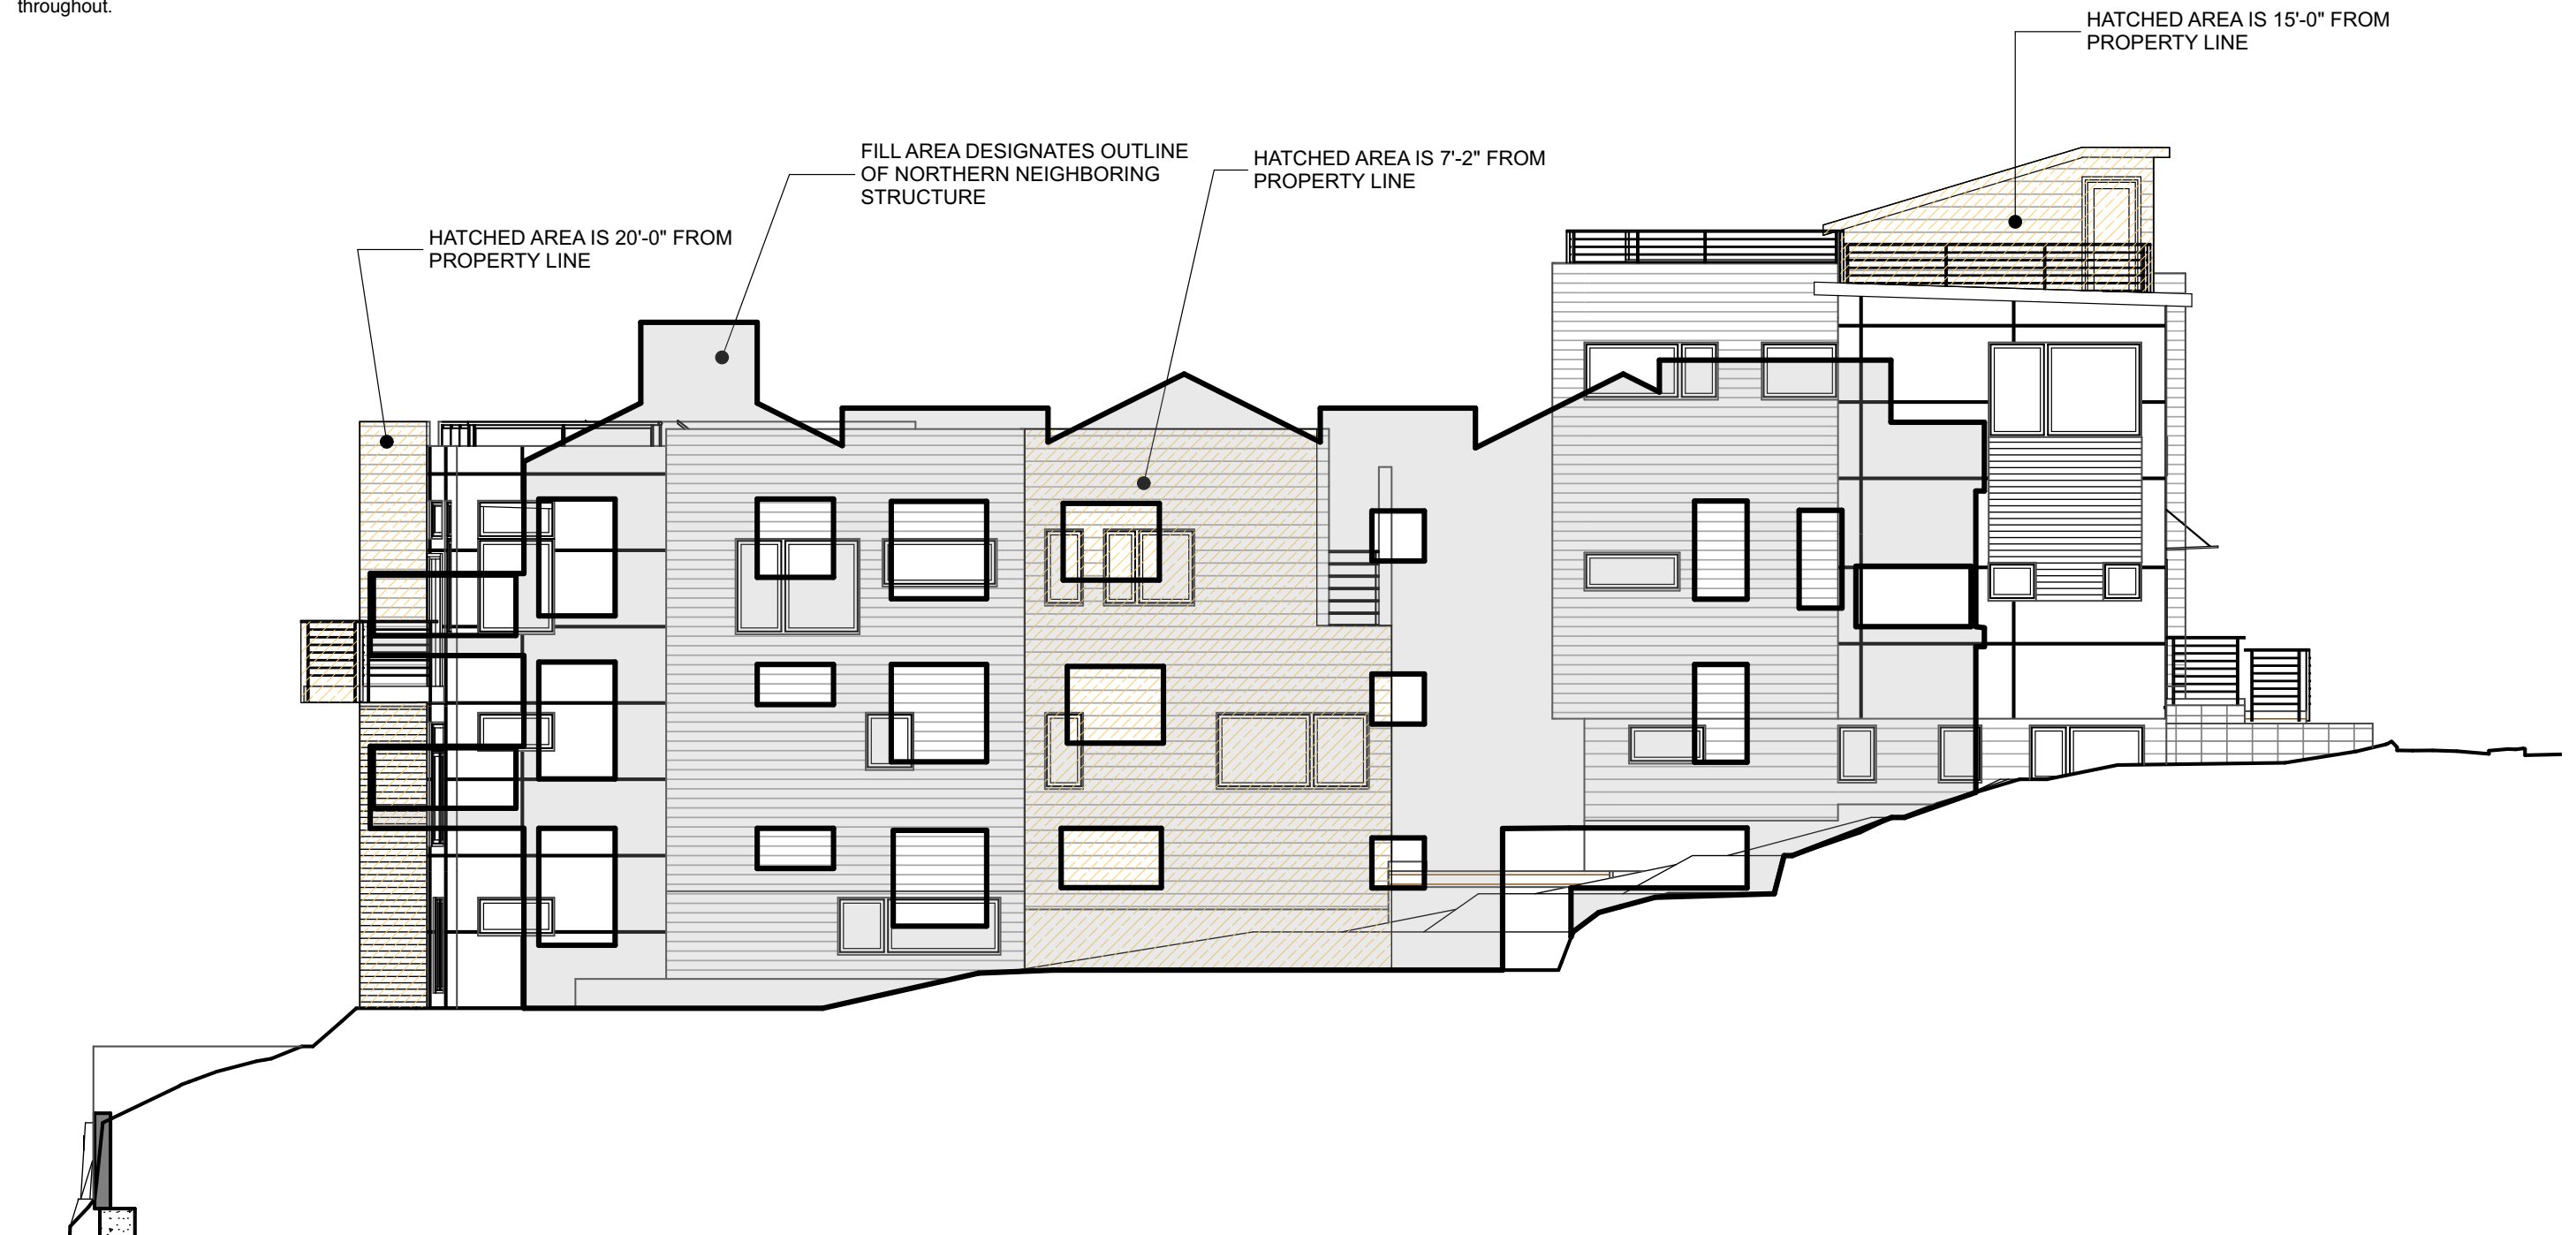 throughout.
HATCHED AREA IS 15'-0" FROM
PROPERTY LINE
FILL AREA DESIGNATES OUTLINE
OF NORTHERN NEIGHBORING
STRUCTURE
HATCHED AREA IS 7'-2" FROM
PROPERTY LINE
HATCHED AREA IS 20'-0" FROM
PROPERTY LINE